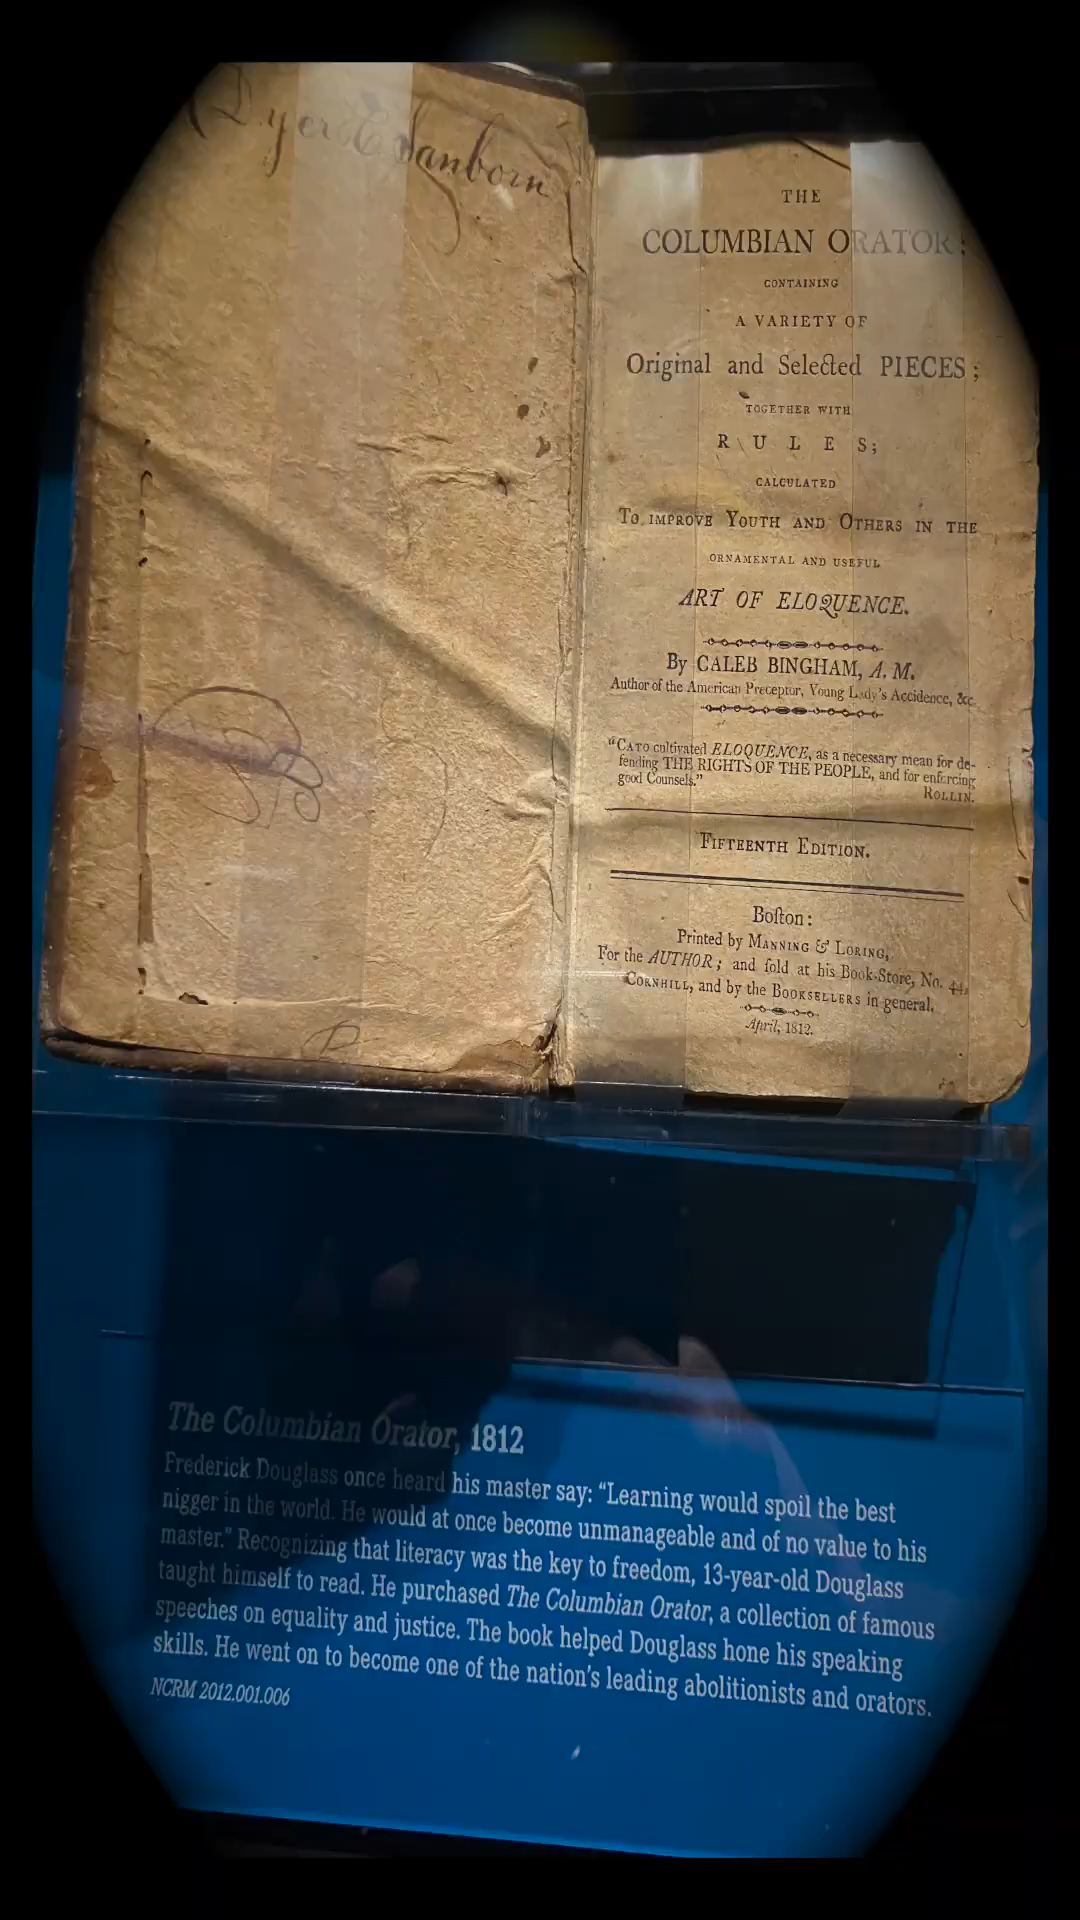 Dyer E Sanborn
THE
COLUMBIAN ORATOR:
CONTAINING
A VARIETY OF
Original and Selected PIECES;
TOGETHER WITH
RULES;
CALCULATED
To improve Youth and Others in the
ORNAMENTAL AND USEFUL
ART OF ELOQUENCE.
By CALEB BINGHAM, A. M.
Author of the American Preceptor, Young Lady's Accidence, &c.
"Cato cultivated ELOQUENCE, as a necessary mean for de-
fending THE RIGHTS OF THE PEOPLE, and for enforcing
good Counsels."
Rollin.
Fifteenth Edition.
Boſton:
Printed by Manning & Loring,
For the AUTHOR; and ſold at his Book-Store, No. 44,
Cornhill, and by the Booksellers in general.
April, 1812.
The Columbian Orator, 1812
Frederick Douglass once heard his master say: “Learning would spoil the best
nigger in the world. He would at once become unmanageable and of no value to his
master.” Recognizing that literacy was the key to freedom, 13-year-old Douglass
taught himself to read. He purchased The Columbian Orator, a collection of famous
speeches on equality and justice. The book helped Douglass hone his speaking
skills. He went on to become one of the nation’s leading abolitionists and orators.
NCRM 2012.001.006